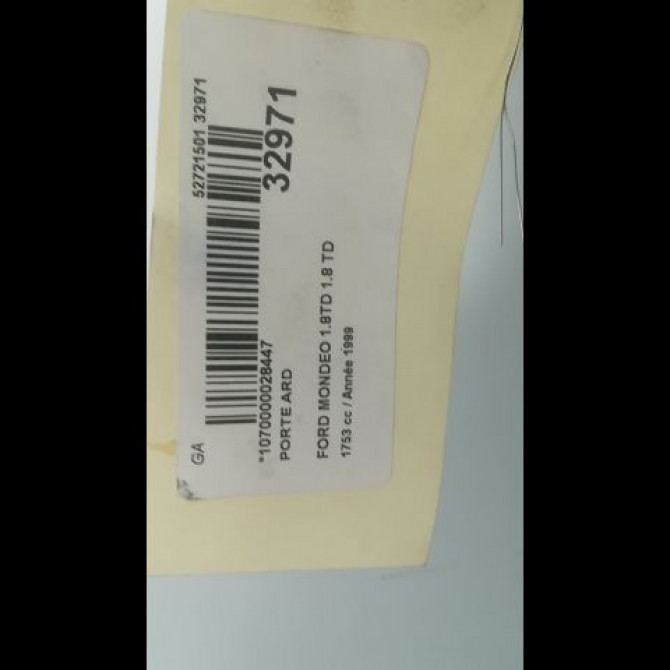 GA
52721501 32971
*1070000028447
32971
PORTE ARD
FORD MONDEO 1.8TD 1.8 TD
1753 cc / Année 1999